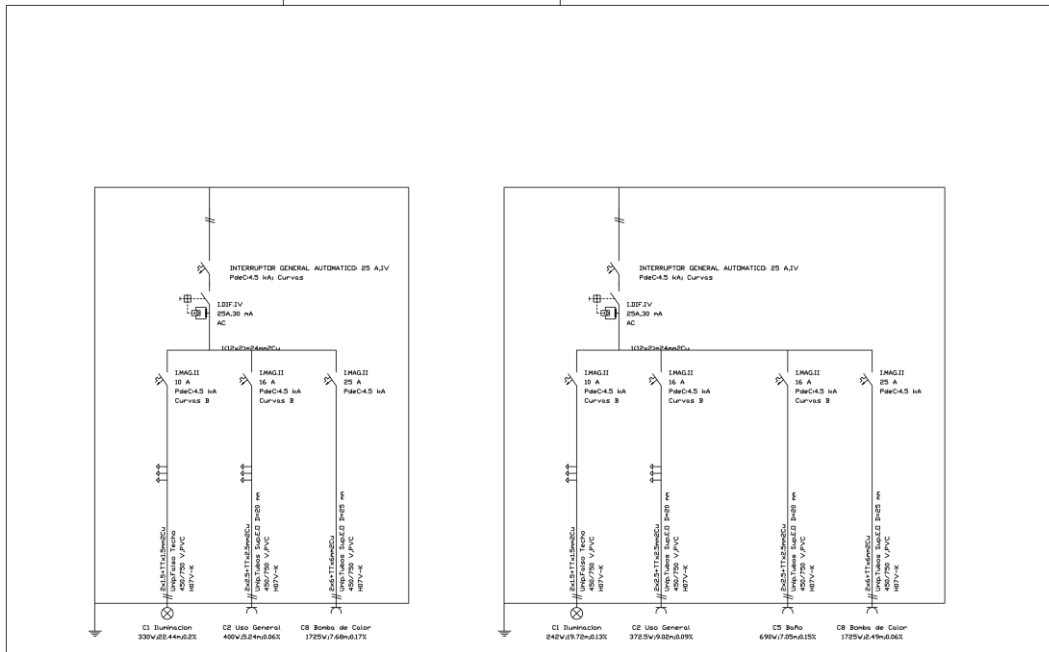 INTERRUPTOR GENERAL AUTOMATICO: 25 A,IV
PdeC:4.5 kA; Curvas
I.DIF.IV
25A,30 mA
AC
1(12x2)=24mm2Cu
I.MAG.II
10 A
PdeC:4.5 kA
Curvas B
I.MAG.II
16 A
PdeC:4.5 kA
Curvas B
I.MAG.II
25 A
PdeC:4.5 kA
2x1.5+TTx1.5mm2Cu
Unip.Falso Techo
450/750 V,PVC
H07V-K
2x2.5+TTx2.5mm2Cu
Unip.Tubos Sup.E.O D=20 mm
450/750 V,PVC
H07V-K
2x6+TTx6mm2Cu
Unip.Tubos Sup.E.O D=25 mm
450/750 V,PVC
H07V-K
C1 Iluminacion
330W;22.44m;0.2%
C2 Uso General
400W;5.24m;0.06%
C8 Bomba de Calor
1725W;7.68m;0.17%
INTERRUPTOR GENERAL AUTOMATICO: 25 A,IV
PdeC:4.5 kA; Curvas
I.DIF.IV
25A,30 mA
AC
1(12x2)=24mm2Cu
I.MAG.II
10 A
PdeC:4.5 kA
Curvas B
I.MAG.II
16 A
PdeC:4.5 kA
Curvas B
I.MAG.II
16 A
PdeC:4.5 kA
Curvas B
I.MAG.II
25 A
PdeC:4.5 kA
2x1.5+TTx1.5mm2Cu
Unip.Falso Techo
450/750 V,PVC
H07V-K
2x2.5+TTx2.5mm2Cu
Unip.Tubos Sup.E.O D=20 mm
450/750 V,PVC
H07V-K
2x2.5+TTx2.5mm2Cu
Unip.Tubos Sup.E.O D=20 mm
450/750 V,PVC
H07V-K
2x6+TTx6mm2Cu
Unip.Tubos Sup.E.O D=25 mm
450/750 V,PVC
H07V-K
C1 Iluminacion
242W;19.72m;0.13%
C2 Uso General
372.5W;9.02m;0.09%
C5 Baño
690W;7.05m;0.15%
C8 Bomba de Calor
1725W;2.49m;0.06%